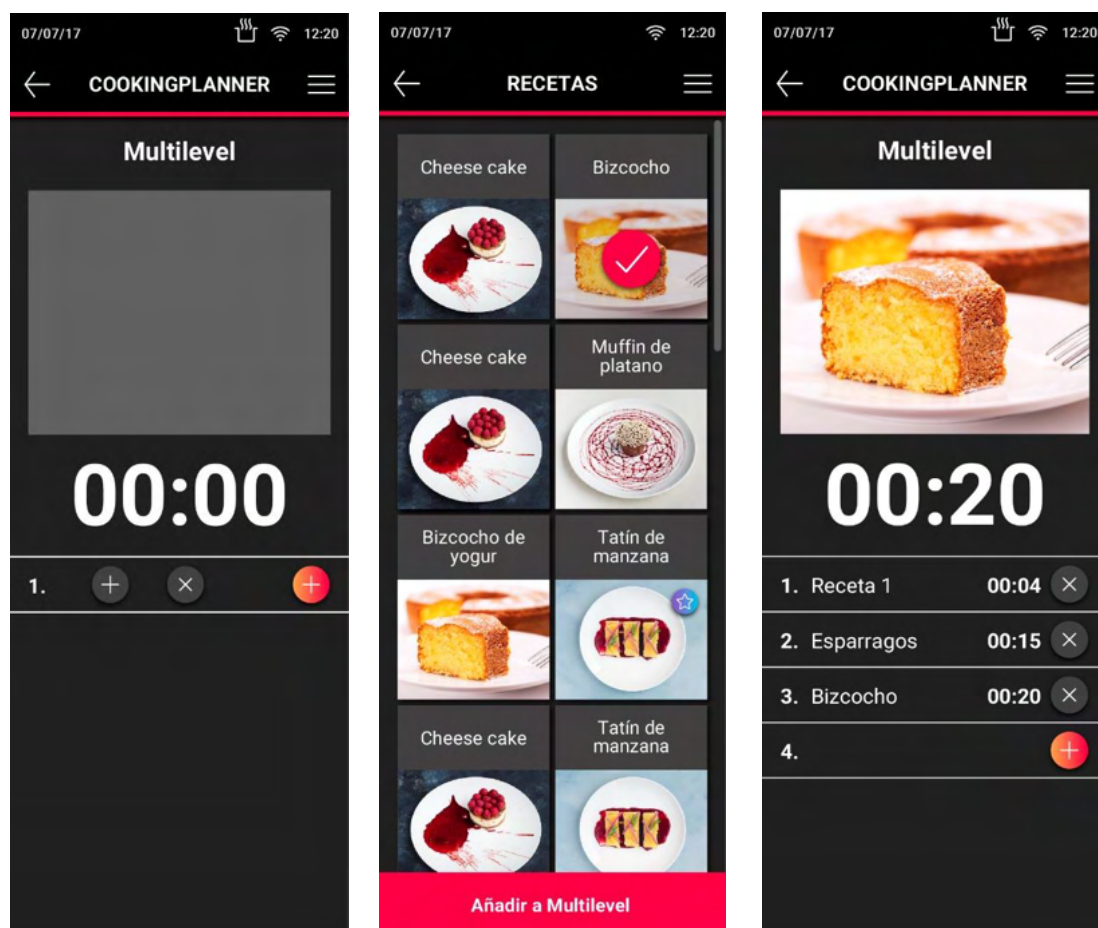 07/07/17 12:20
COOKINGPLANNER
Multilevel
00:00
1.
07/07/17 12:20
RECETAS
Cheese cake
Bizcocho
Cheese cake
Muffin de
platano
Bizcocho de
yogur
Tatín de
manzana
Cheese cake
Tatín de
manzana
Añadir a Multilevel
07/07/17 12:20
COOKINGPLANNER
Multilevel
00:20
1. Receta 1 00:04
2. Esparragos 00:15
3. Bizcocho 00:20
4.